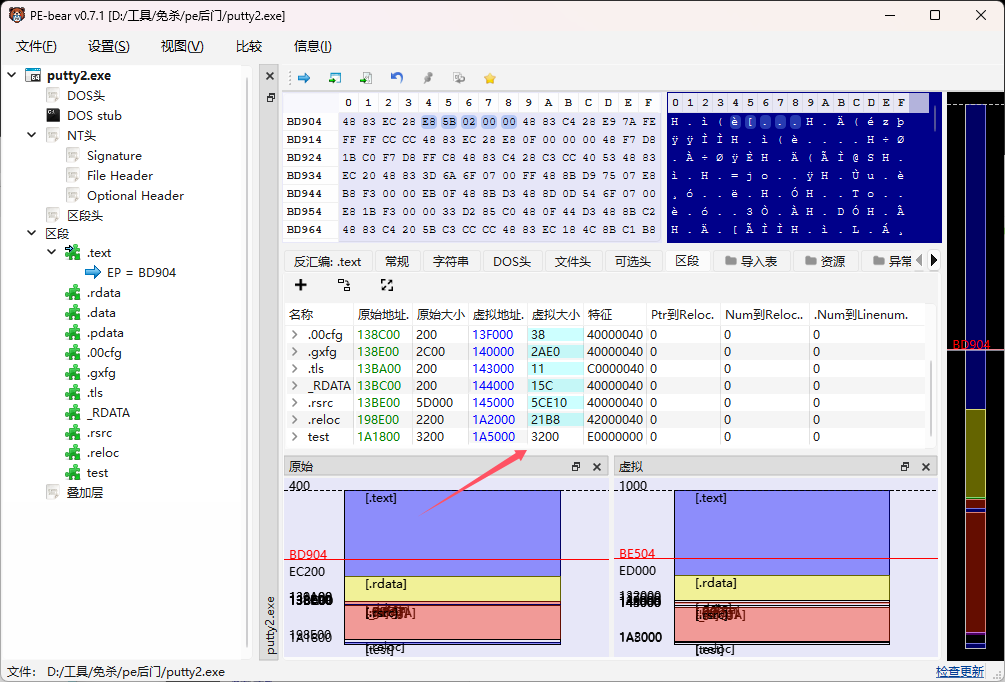 PE-bear v0.7.1 [D:/工具/免杀/pe后门/putty2.exe]
文件(F) 设置(S) 视图(V) 比较 信息(I)
putty2.exe
DOS头
DOS stub
NT头
Signature
File Header
Optional Header
区段头
区段
.text
EP = BD904
.rdata
.data
.pdata
.00cfg
.gxfg
.tls
_RDATA
.rsrc
.reloc
test
叠加层
putty2.exe
0 1 2 3 4 5 6 7 8 9 A B C D E F
BD904 48 83 EC 28 E8 5B 02 00 00 48 83 C4 28 E9 7A FE
BD914 FF FF CC CC 48 83 EC 28 E8 0F 00 00 00 48 F7 D8
BD924 1B C0 F7 D8 FF C8 48 83 C4 28 C3 CC 40 53 48 83
BD934 EC 20 48 83 3D 6A 6F 07 00 FF 48 8B D9 75 07 E8
BD944 B8 F3 00 00 EB 0F 48 8B D3 48 8D 0D 54 6F 07 00
BD954 E8 1B F3 00 00 33 D2 85 C0 48 0F 44 D3 48 8B C2
BD964 48 83 C4 20 5B C3 CC CC 48 83 EC 18 4C 8B C1 B8
0 1 2 3 4 5 6 7 8 9 A B C D E F
H . ì ( è [ . . . H . Ä ( é z þ
ÿ ÿ Ì Ì H . ì ( è . . . . H ÷ Ø
. À ÷ Ø ÿ È H . Ä ( Ã Ì @ S H .
ì . H . = j o . . ÿ H . Ù u . è
¸ ó . . ë . H . Ó H . . T o . .
è . ó . . 3 Ò . À H . D Ó H . Â
H . Ä . [ Ã Ì Ì H . ì . L . Á ¸
反汇编: .text 常规 字符串 DOS头 文件头 可选头 区段 导入表 资源 异常
名称 原始地址. 原始大小 虚拟地址. 虚拟大小 特征 Ptr到Reloc. Num到Reloc.. .Num到Linenum.
.00cfg 138C00 200 13F000 38 40000040 0 0 0
.gxfg 138E00 2C00 140000 2AE0 40000040 0 0 0
.tls 13BA00 200 143000 11 C0000040 0 0 0
_RDATA 13BC00 200 144000 15C 40000040 0 0 0
.rsrc 13BE00 5D000 145000 5CE10 40000040 0 0 0
.reloc 198E00 2200 1A2000 21B8 42000040 0 0 0
test 1A1800 3200 1A5000 3200 E0000000 0 0 0
原始
400
[.text]
BD904
EC200
[.rdata]
虚拟
1000
[.text]
BE504
ED000
[.rdata]
BD904
文件: D:/工具/免杀/pe后门/putty2.exe
检查更新